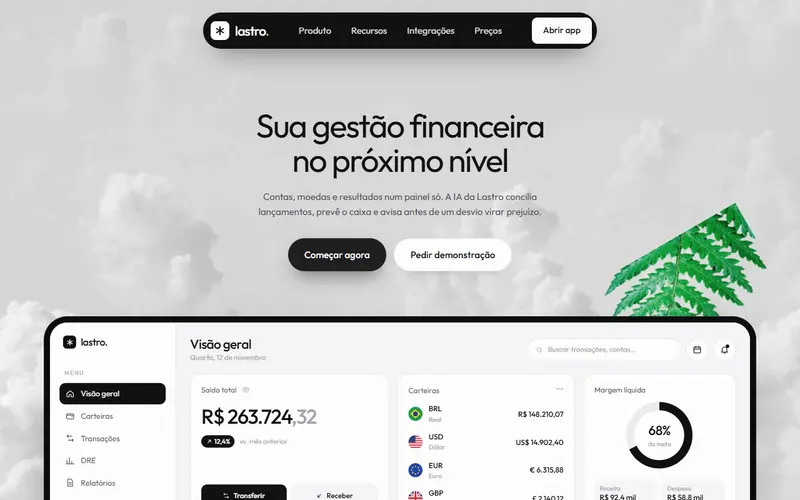 lastro.
Produto
Recursos
Integrações
Preços
Abrir app
Sua gestão financeira
no próximo nível
Contas, moedas e resultados num painel só. A IA da Lastro concilia
lançamentos, prevê o caixa e avisa antes de um desvio virar prejuízo.
Começar agora
Pedir demonstração
lastro.
MENU
Visão geral
Carteiras
Transações
DRE
Relatórios
Visão geral
Quarta, 12 de novembro
Buscar transações, contas...
Saldo total
R$ 263.724,32
12,4%
vs. mês anterior
Transferir
Receber
Carteiras
BRL
Real
R$ 148.210,07
USD
Dólar
US$ 14.902,40
EUR
Euro
€ 6.315,88
GBP
£ 2.140,12
Margem líquida
68%
da meta
Receita
R$ 92,4 mil
Despesa
R$ 58,8 mil